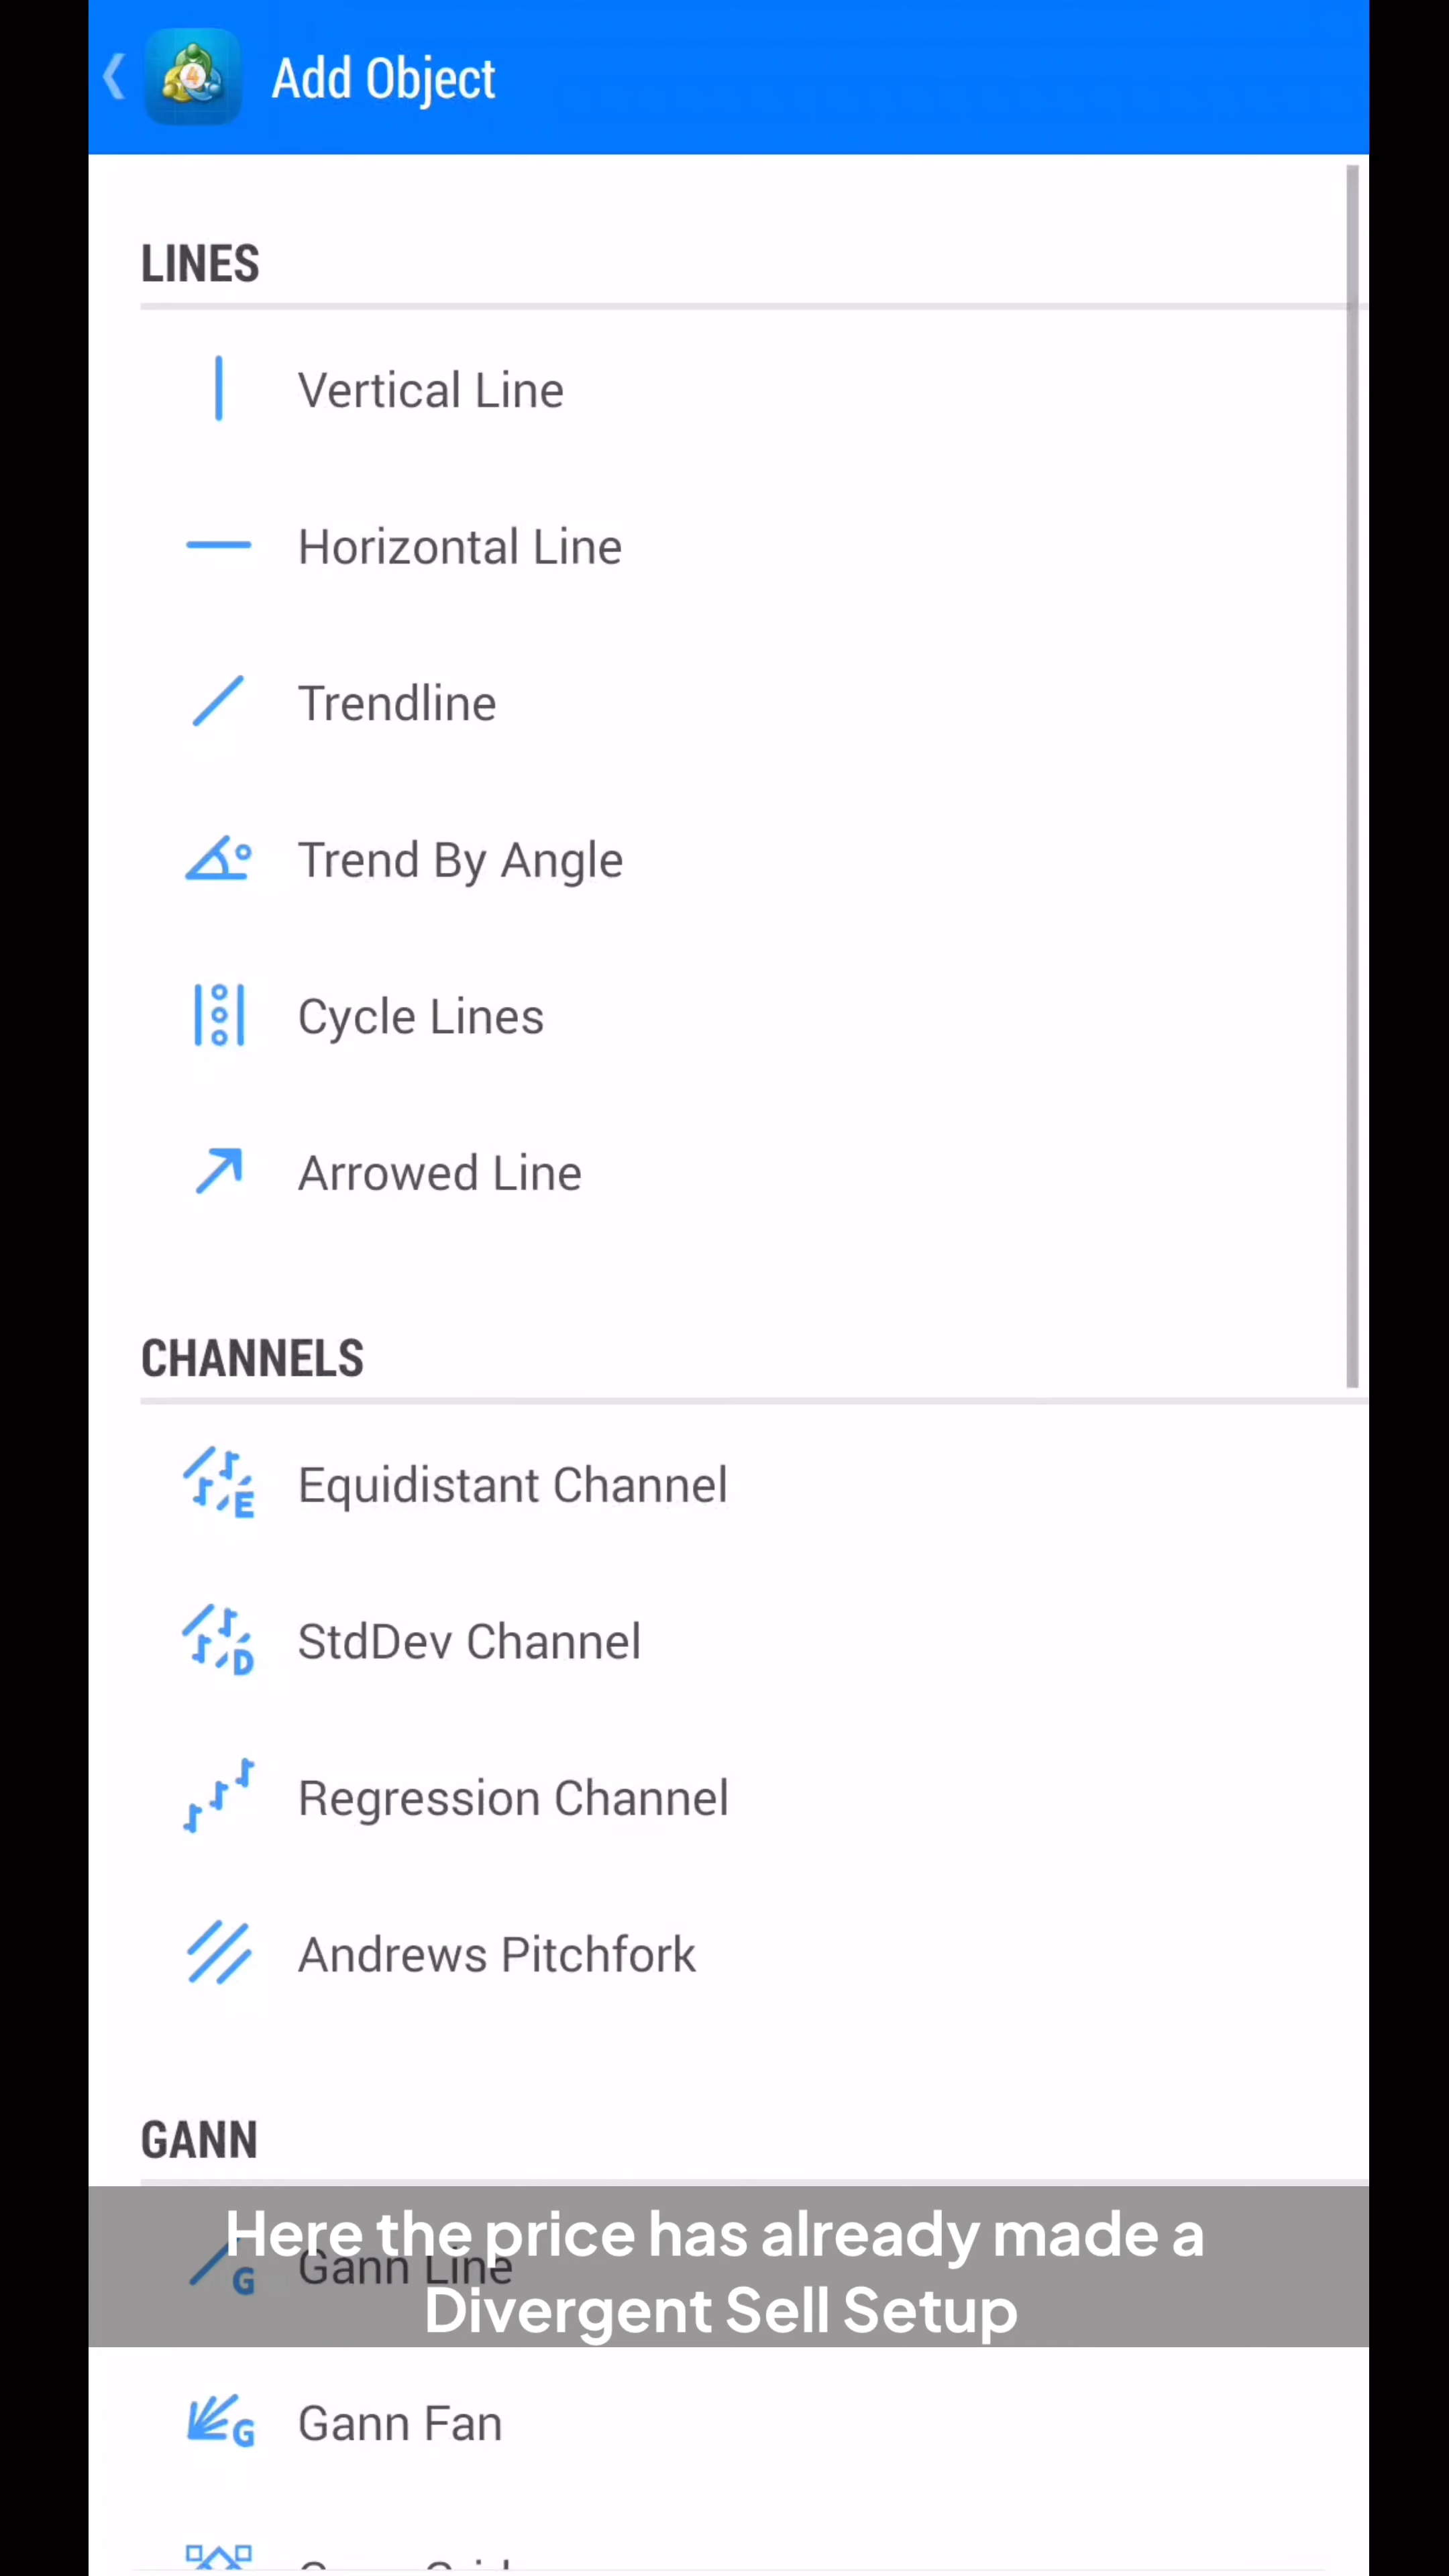 Add Object
LINES
Vertical Line
Horizontal Line
Trendline
Trend By Angle
Cycle Lines
Arrowed Line
CHANNELS
E
Equidistant Channel
D
StdDev Channel
Regression Channel
Andrews Pitchfork
GANN
G
Gann Line
Here the price has already made a
Divergent Sell Setup
G
Gann Fan